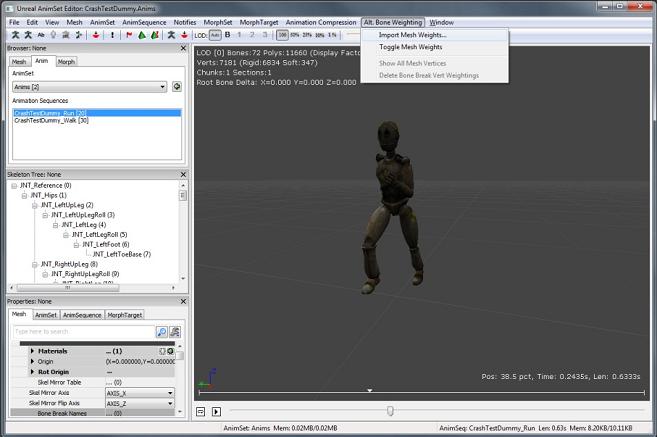 Unreal AnimSet Editor: CrashTestDummy.Anims
File Edit View Mesh AnimSet AnimSequence Notifies MorphSet MorphTarget Animation Compression Alt. Bone Weighting Window
LOD: Auto B 1 2 3 100 50% 25% 10% 1%
Import Mesh Weights...
Toggle Mesh Weights
Show All Mesh Vertices
Delete Bone Break Vert Weightings
Browser: None
Mesh Anim Morph
AnimSet
Anims [2]
Animation Sequences
CrashTestDummy_Run [20]
CrashTestDummy_Walk [30]
LOD [0] Bones:72 Polys:11660 (Display Facto
Verts:7181 (Rigid:6834 Soft:347)
Chunks:1 Sections:1
Root Bone Delta: X=0.000 Y=0.000 Z=0.000
Skeleton Tree: None
JNT_Reference (0)
JNT_Hips (1)
JNT_LeftUpLeg (2)
JNT_LeftUpLegRoll (3)
JNT_LeftLeg (4)
JNT_LeftLegRoll (5)
JNT_LeftFoot (6)
JNT_LeftToeBase (7)
JNT_RightUpLeg (8)
JNT_RightUpLegRoll (9)
JNT_RightLeg (10)
Properties: None
Mesh AnimSet AnimSequence MorphTarget
Type here to search
Materials ... (1)
Origin (X=0.000000,Y=0.00000
Rot Origin ...
Skel Mirror Table ... (0)
Skel Mirror Axis AXIS_X
Skel Mirror Flip Axis AXIS_Z
Bone Break Names ... (0)
Z
X
Pos: 38.5 pct, Time: 0.2435s, Len: 0.6333s
AnimSet: Anims Mem: 0.02MB/0.02MB
AnimSeq: CrashTestDummy_Run Len: 0.63s Mem: 8.20KB/10.11KB